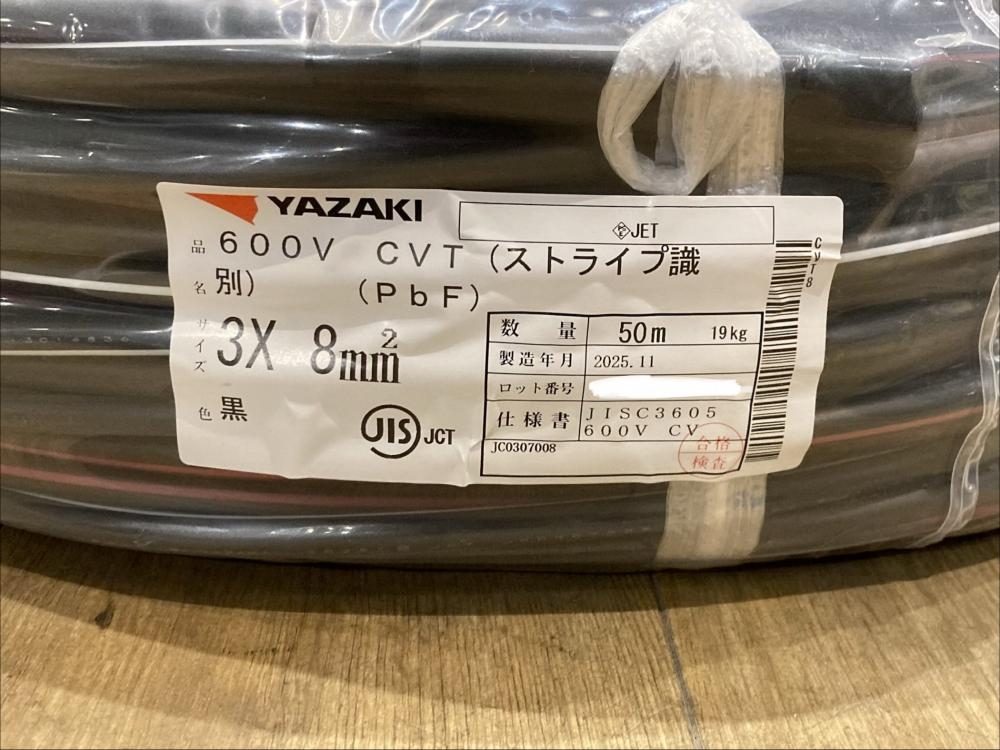 YAZAKI
JET
品名 600V CVT (ストライプ識
別) (PbF)
サイズ 3X 8mm²
色 黒
JIS JCT
数量 50m 19kg
製造年月 2025.11
ロット番号
仕様書 JISC3605
600V CV
JC0307008
合格
検査
CVT8